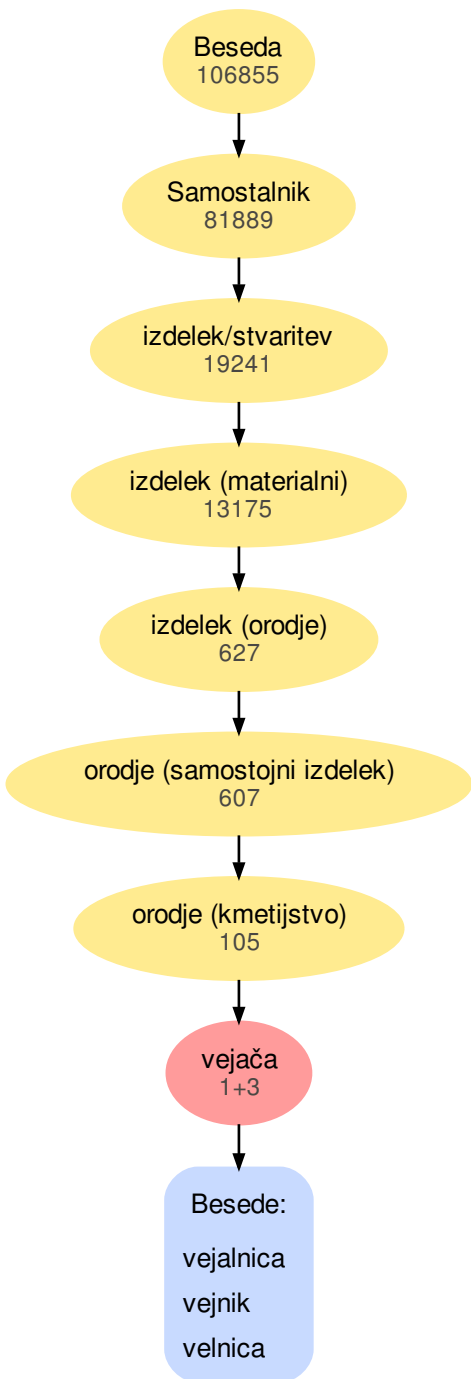 Beseda
106855
Samostalnik
81889
izdelek/stvaritev
19241
izdelek (materialni)
13175
izdelek (orodje)
627
orodje (samostojni izdelek)
607
orodje (kmetijstvo)
105
vejača
1+3
Besede:
vejalnica
vejnik
velnica